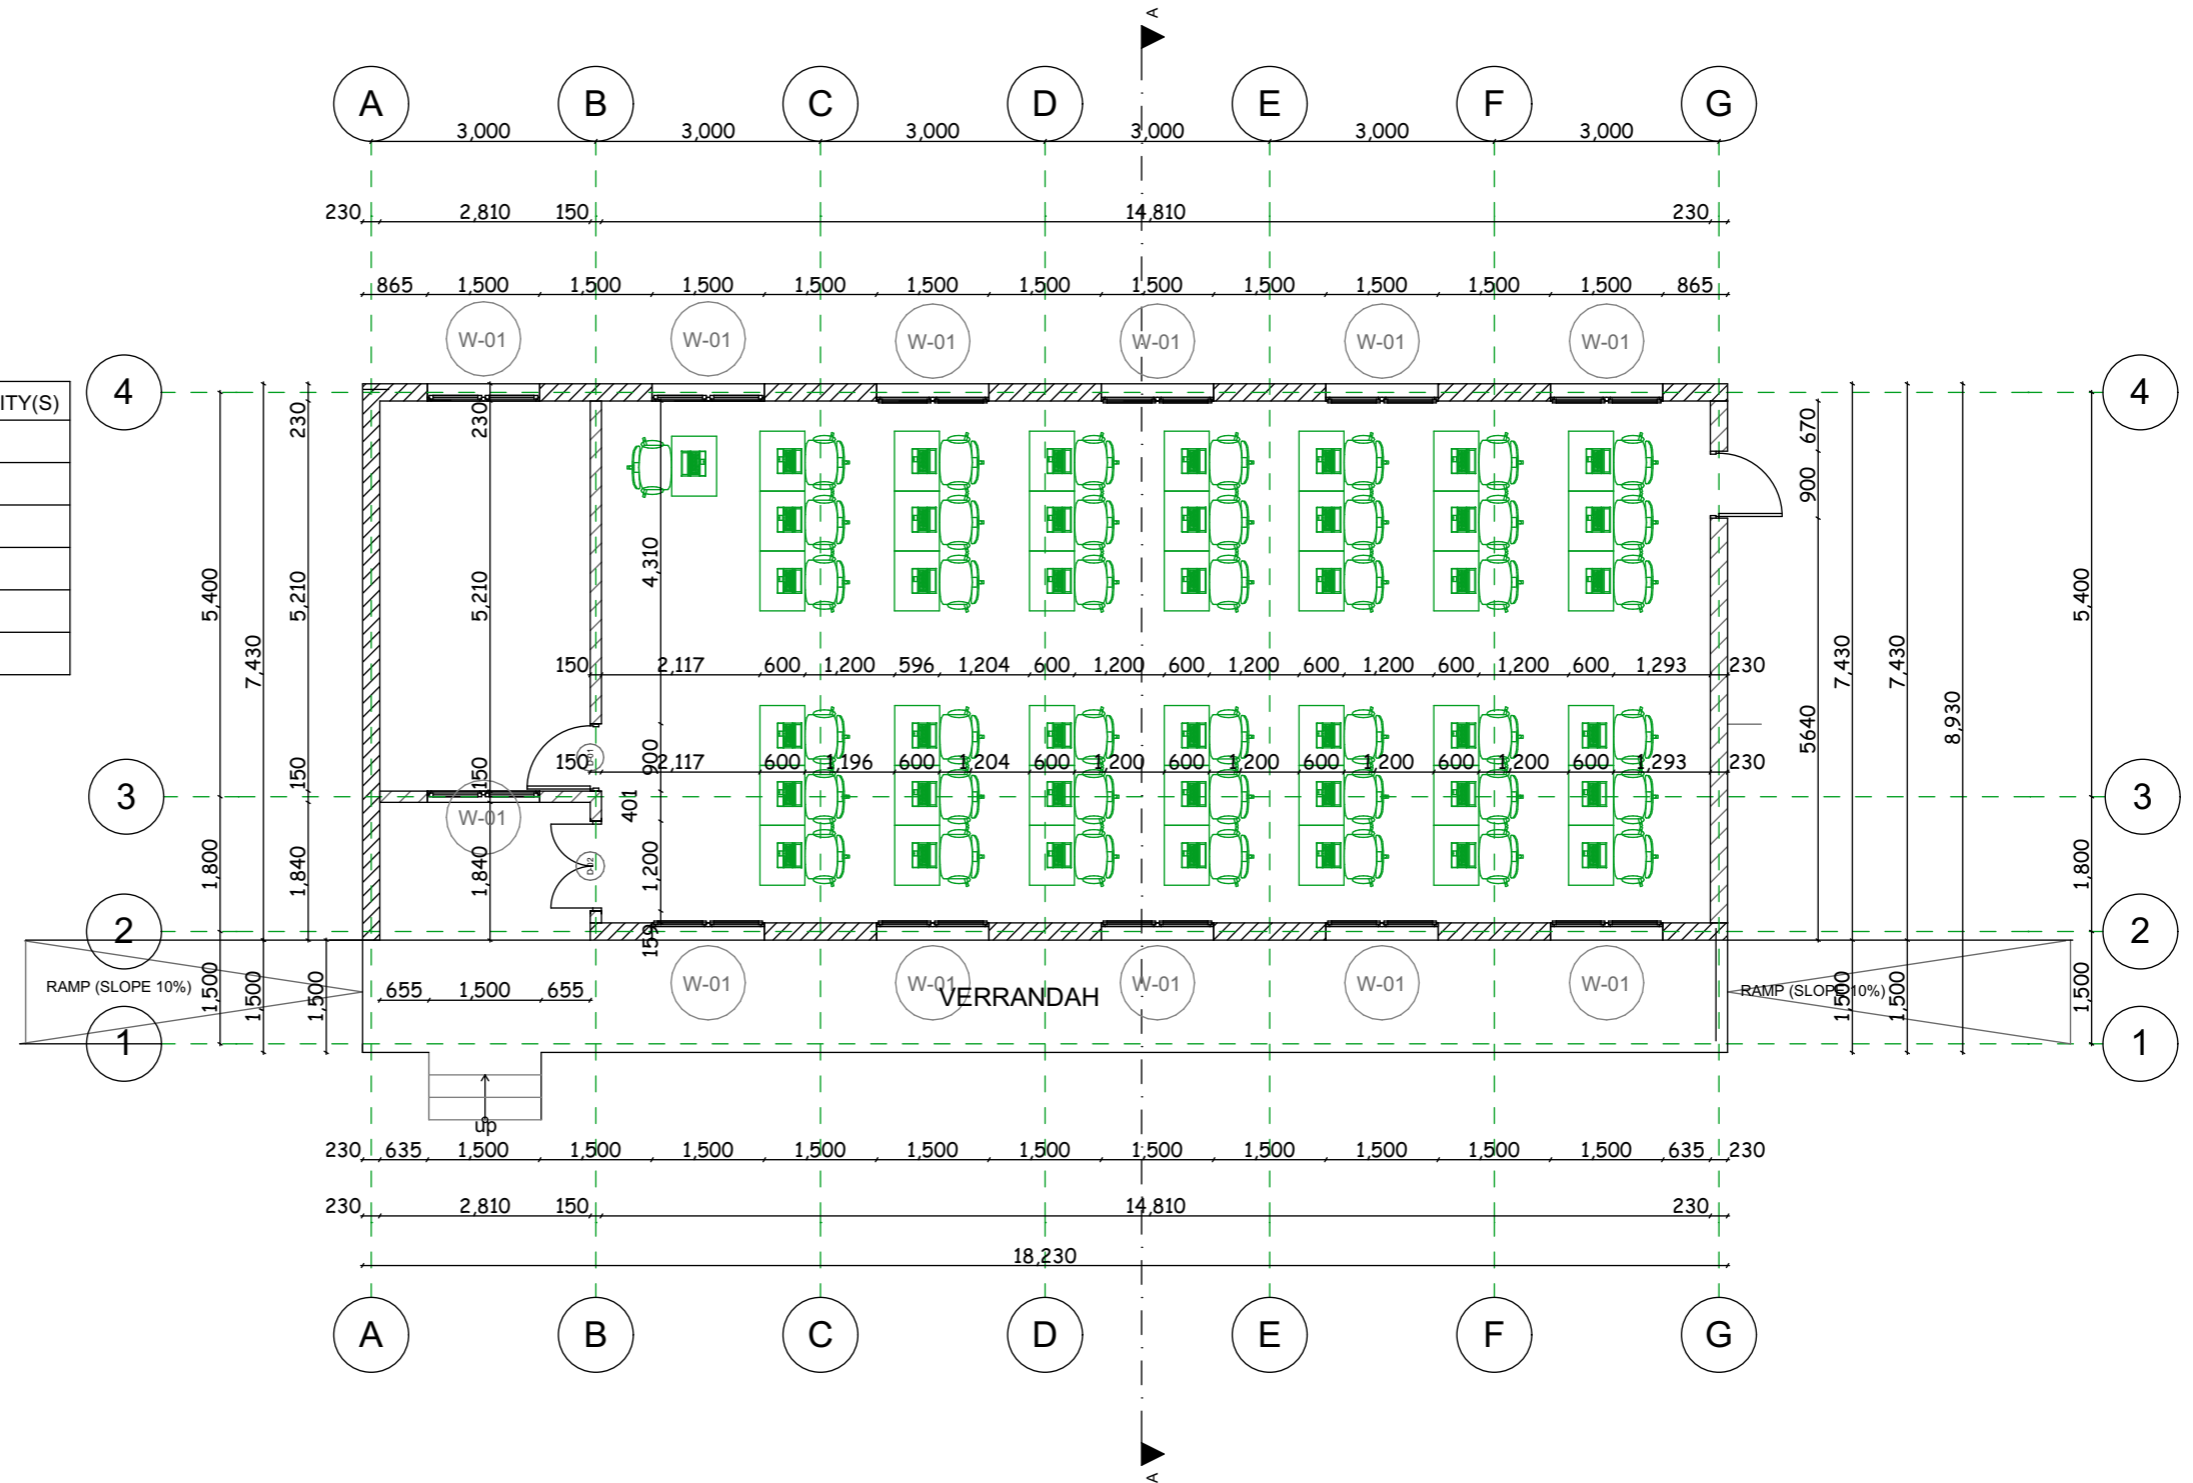 A
A B C D E F G
3,000 3,000 3,000 3,000 3,000 3,000
230 2,810 150 14,810 230
865 1,500 1,500 1,500 1,500 1,500 1,500 1,500 1,500 1,500 1,500 1,500 865
W-01 W-01 W-01 W-01 W-01 W-01
ITY(S)
4 4
230 230 670
900
5,400 7,430 5,210 5,210 4,310 7,430 7,430 5,400
150 2,117 600 1,200 596 1,204 600 1,200 600 1,200 600 1,200 600 1,200 600 1,293 230
8,930
5640
D-01
150 2,117 600 1,196 600 1,204 600 1,200 600 1,200 600 1,200 600 1,200 600 1,293 230
150 150 900
3 3
W-01 401
1,800 1,840 1,840 D-02 1,200 1,800
2 2
159
RAMP (SLOPE 10%) 1,500 1,500 1,500 655 1,500 655 W-01 W-01 VERRANDAH W-01 W-01 W-01 RAMP (SLOPE 10%) 1,500 1,500 1,500
1 1
up
230 635 1,500 1,500 1,500 1,500 1,500 1,500 1,500 1,500 1,500 1,500 1,500 635 230
230 2,810 150 14,810 230
18,230
A B C D E F G
A